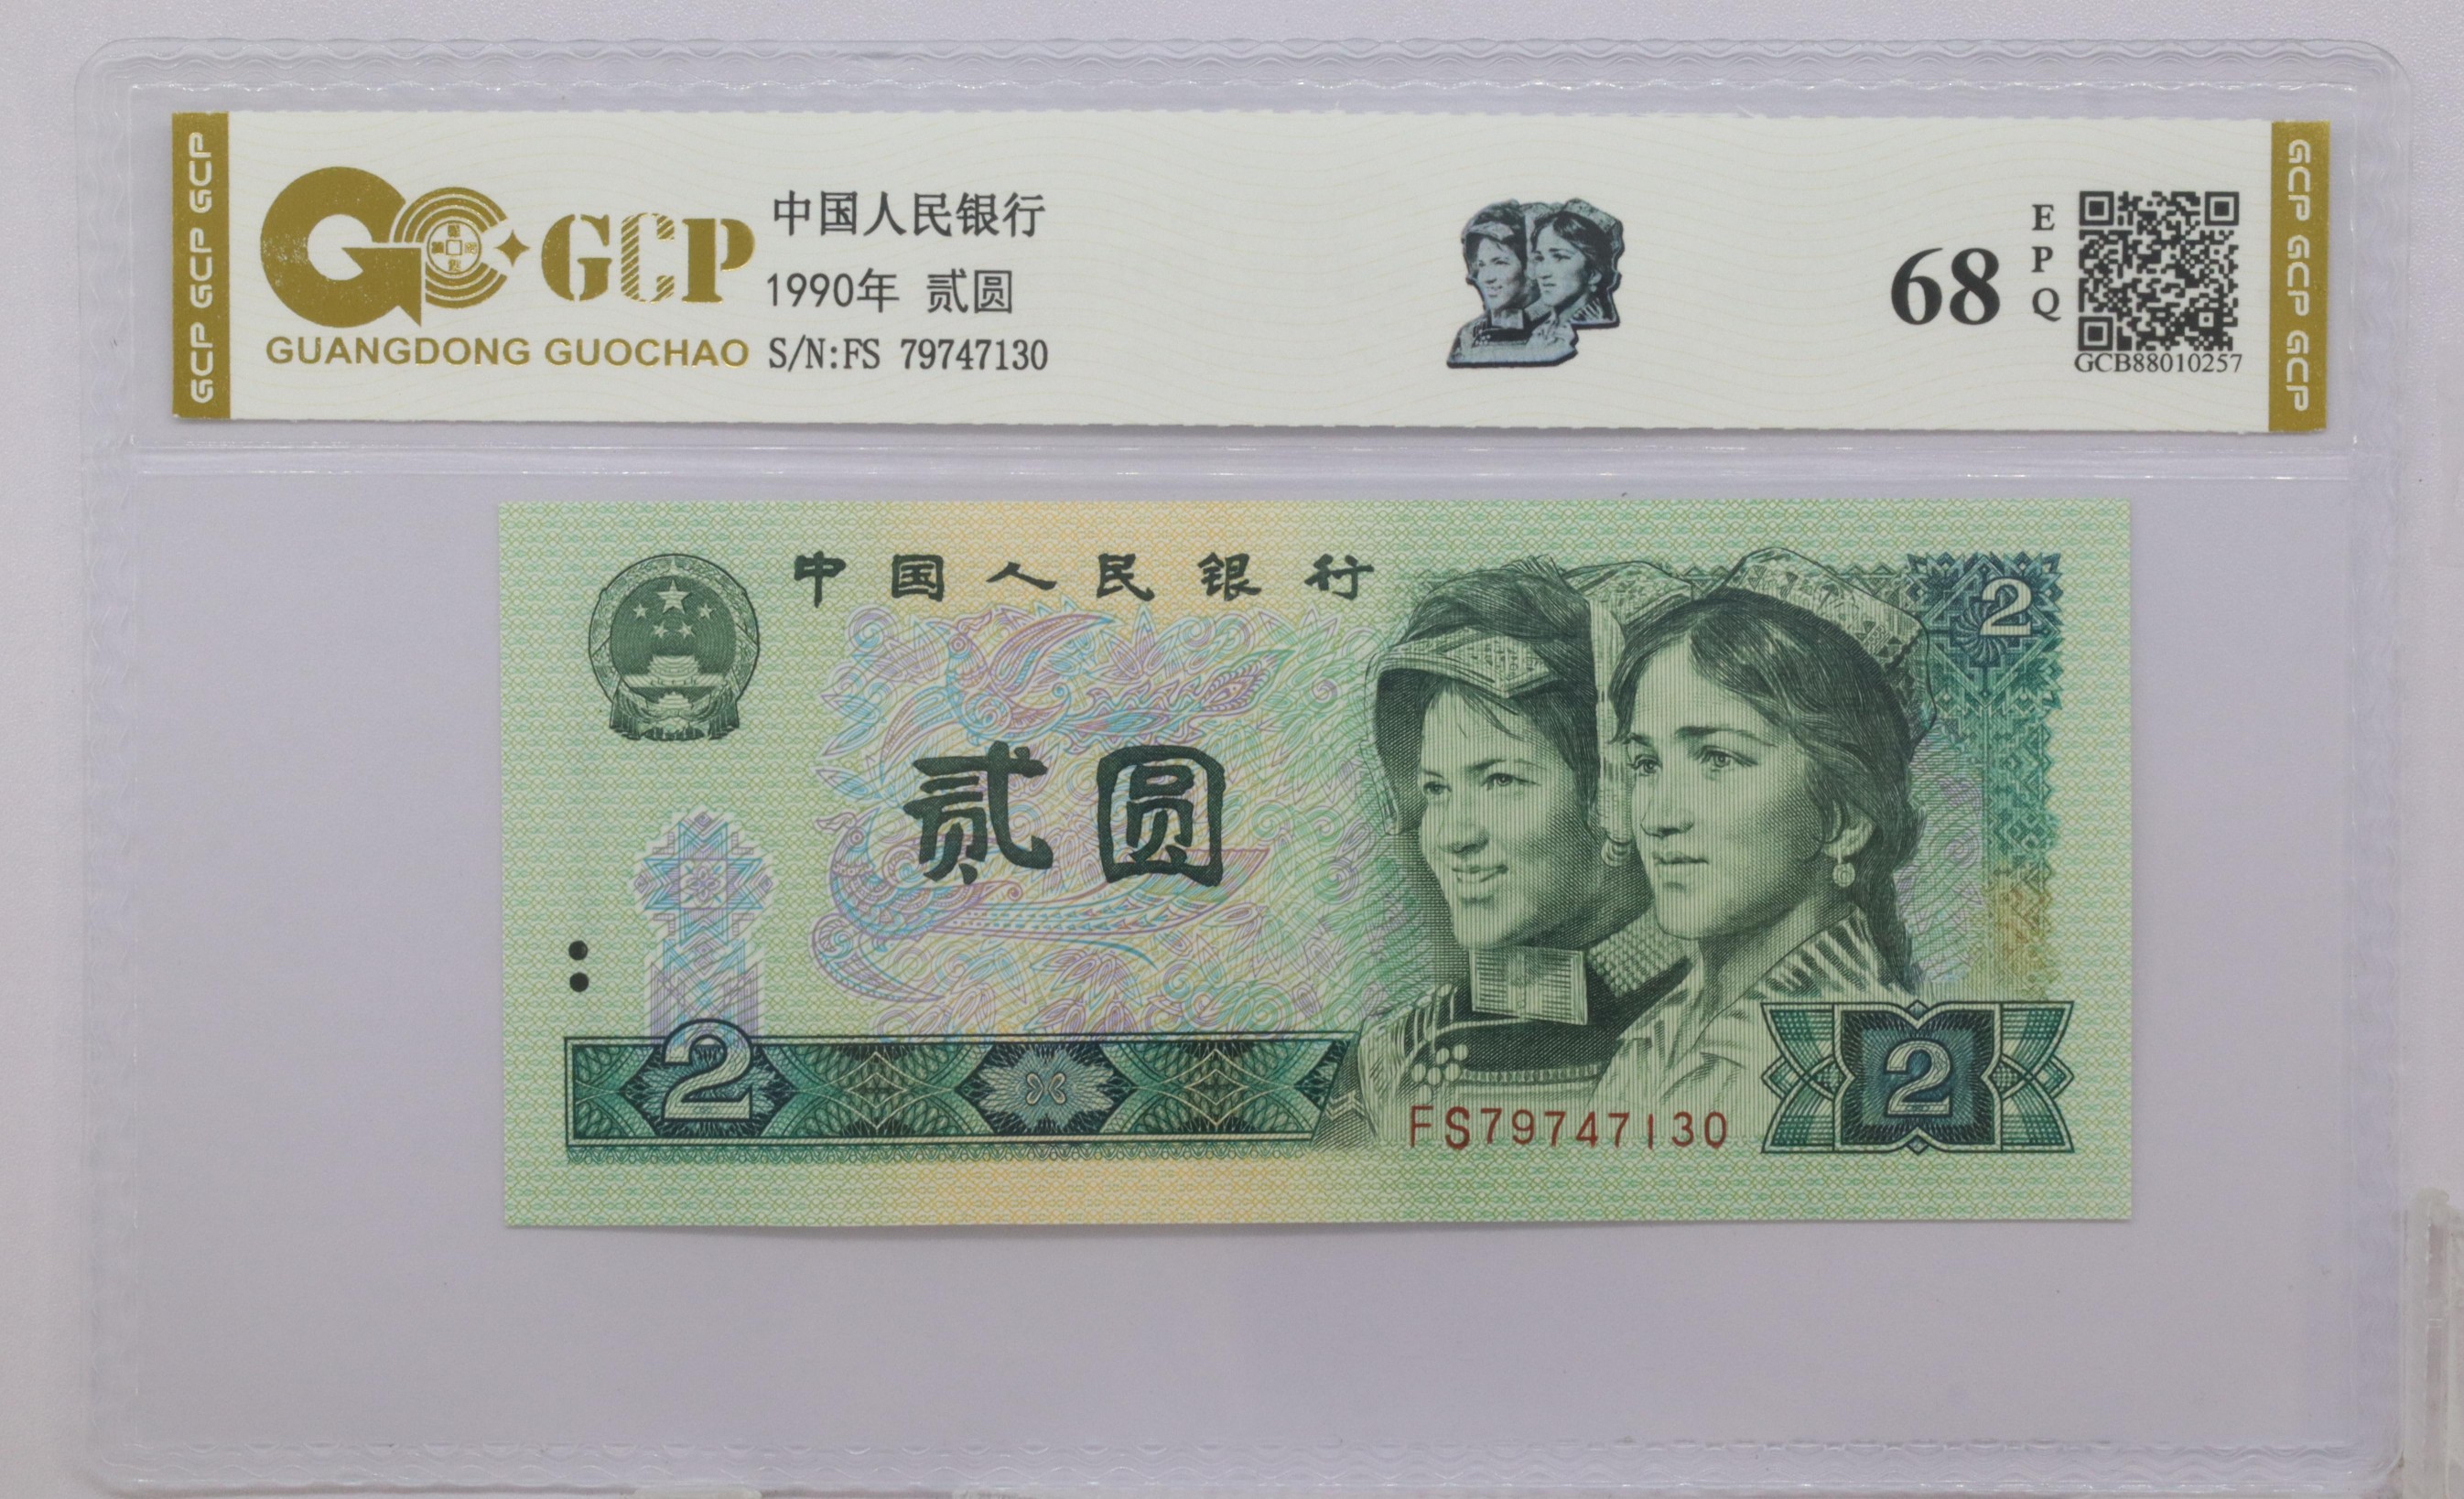 GCP GCP GCP
GCP
GUANGDONG GUOCHAO
中国人民银行
1990年 贰圆
S/N:FS 79747130
68
EPQ
GCB88010257
GCP GCP GCP
中国人民银行
2
贰圆
2
FS79747130
2